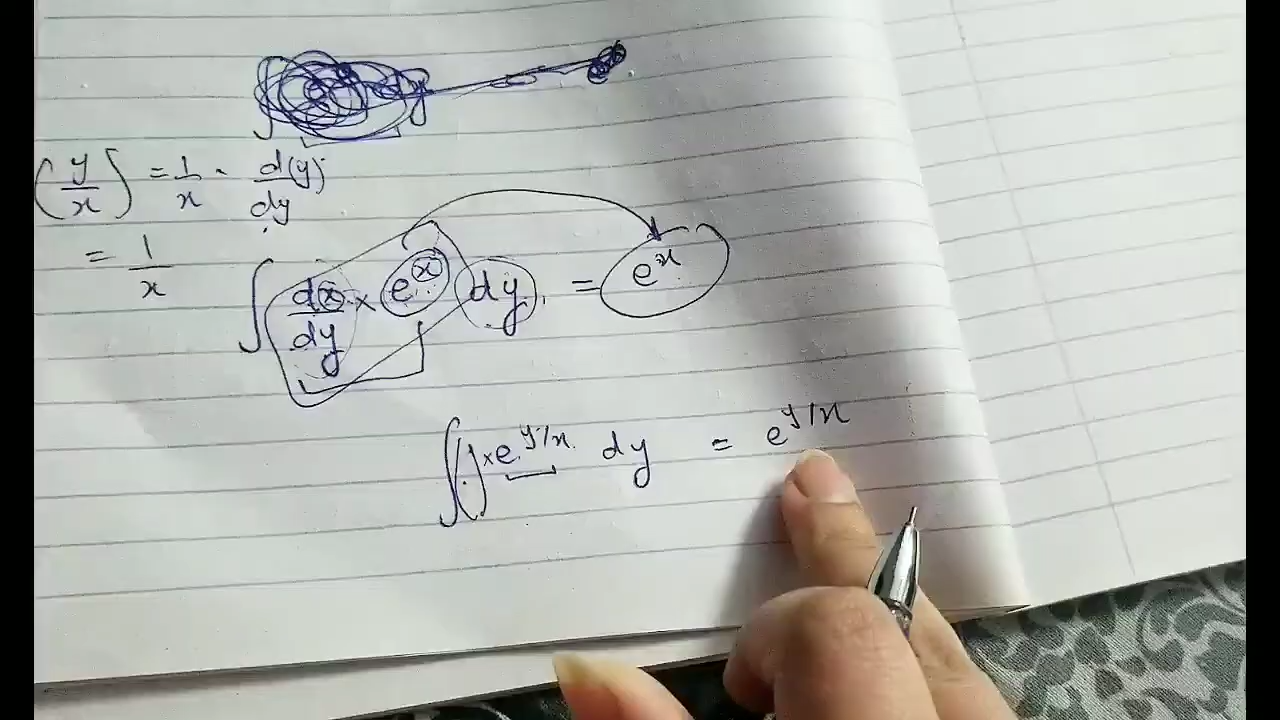 (y/x) = 1/x · d(y)/dy
= 1/x
∫ dx/dy × e^x dy = e^x
∫( ) × e^{y/x} dy = e^{y/x}